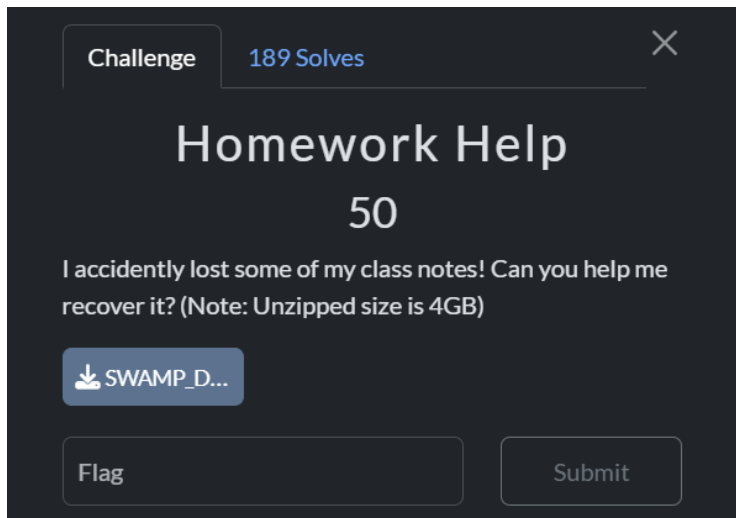 Challenge
189 Solves
Homework Help
50
I accidently lost some of my class notes! Can you help me
recover it? (Note: Unzipped size is 4GB)
SWAMP_D...
Flag
Submit